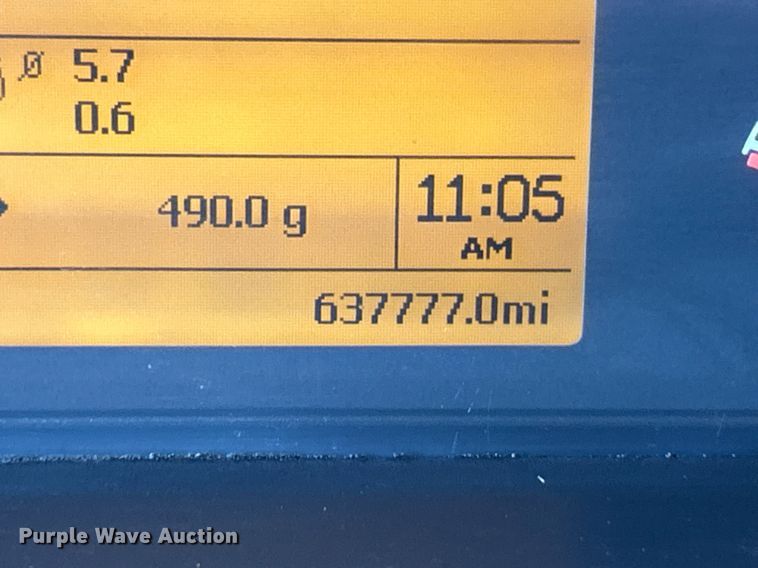 Ø 5.7
0.6
490.0 g
11:05
AM
637777.0mi
Purple Wave Auction